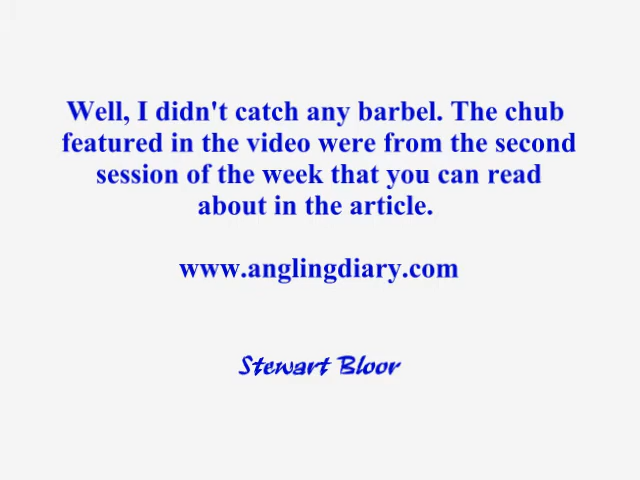 Well, I didn't catch any barbel. The chub
featured in the video were from the second
session of the week that you can read
about in the article.
www.anglingdiary.com
Stewart Bloor